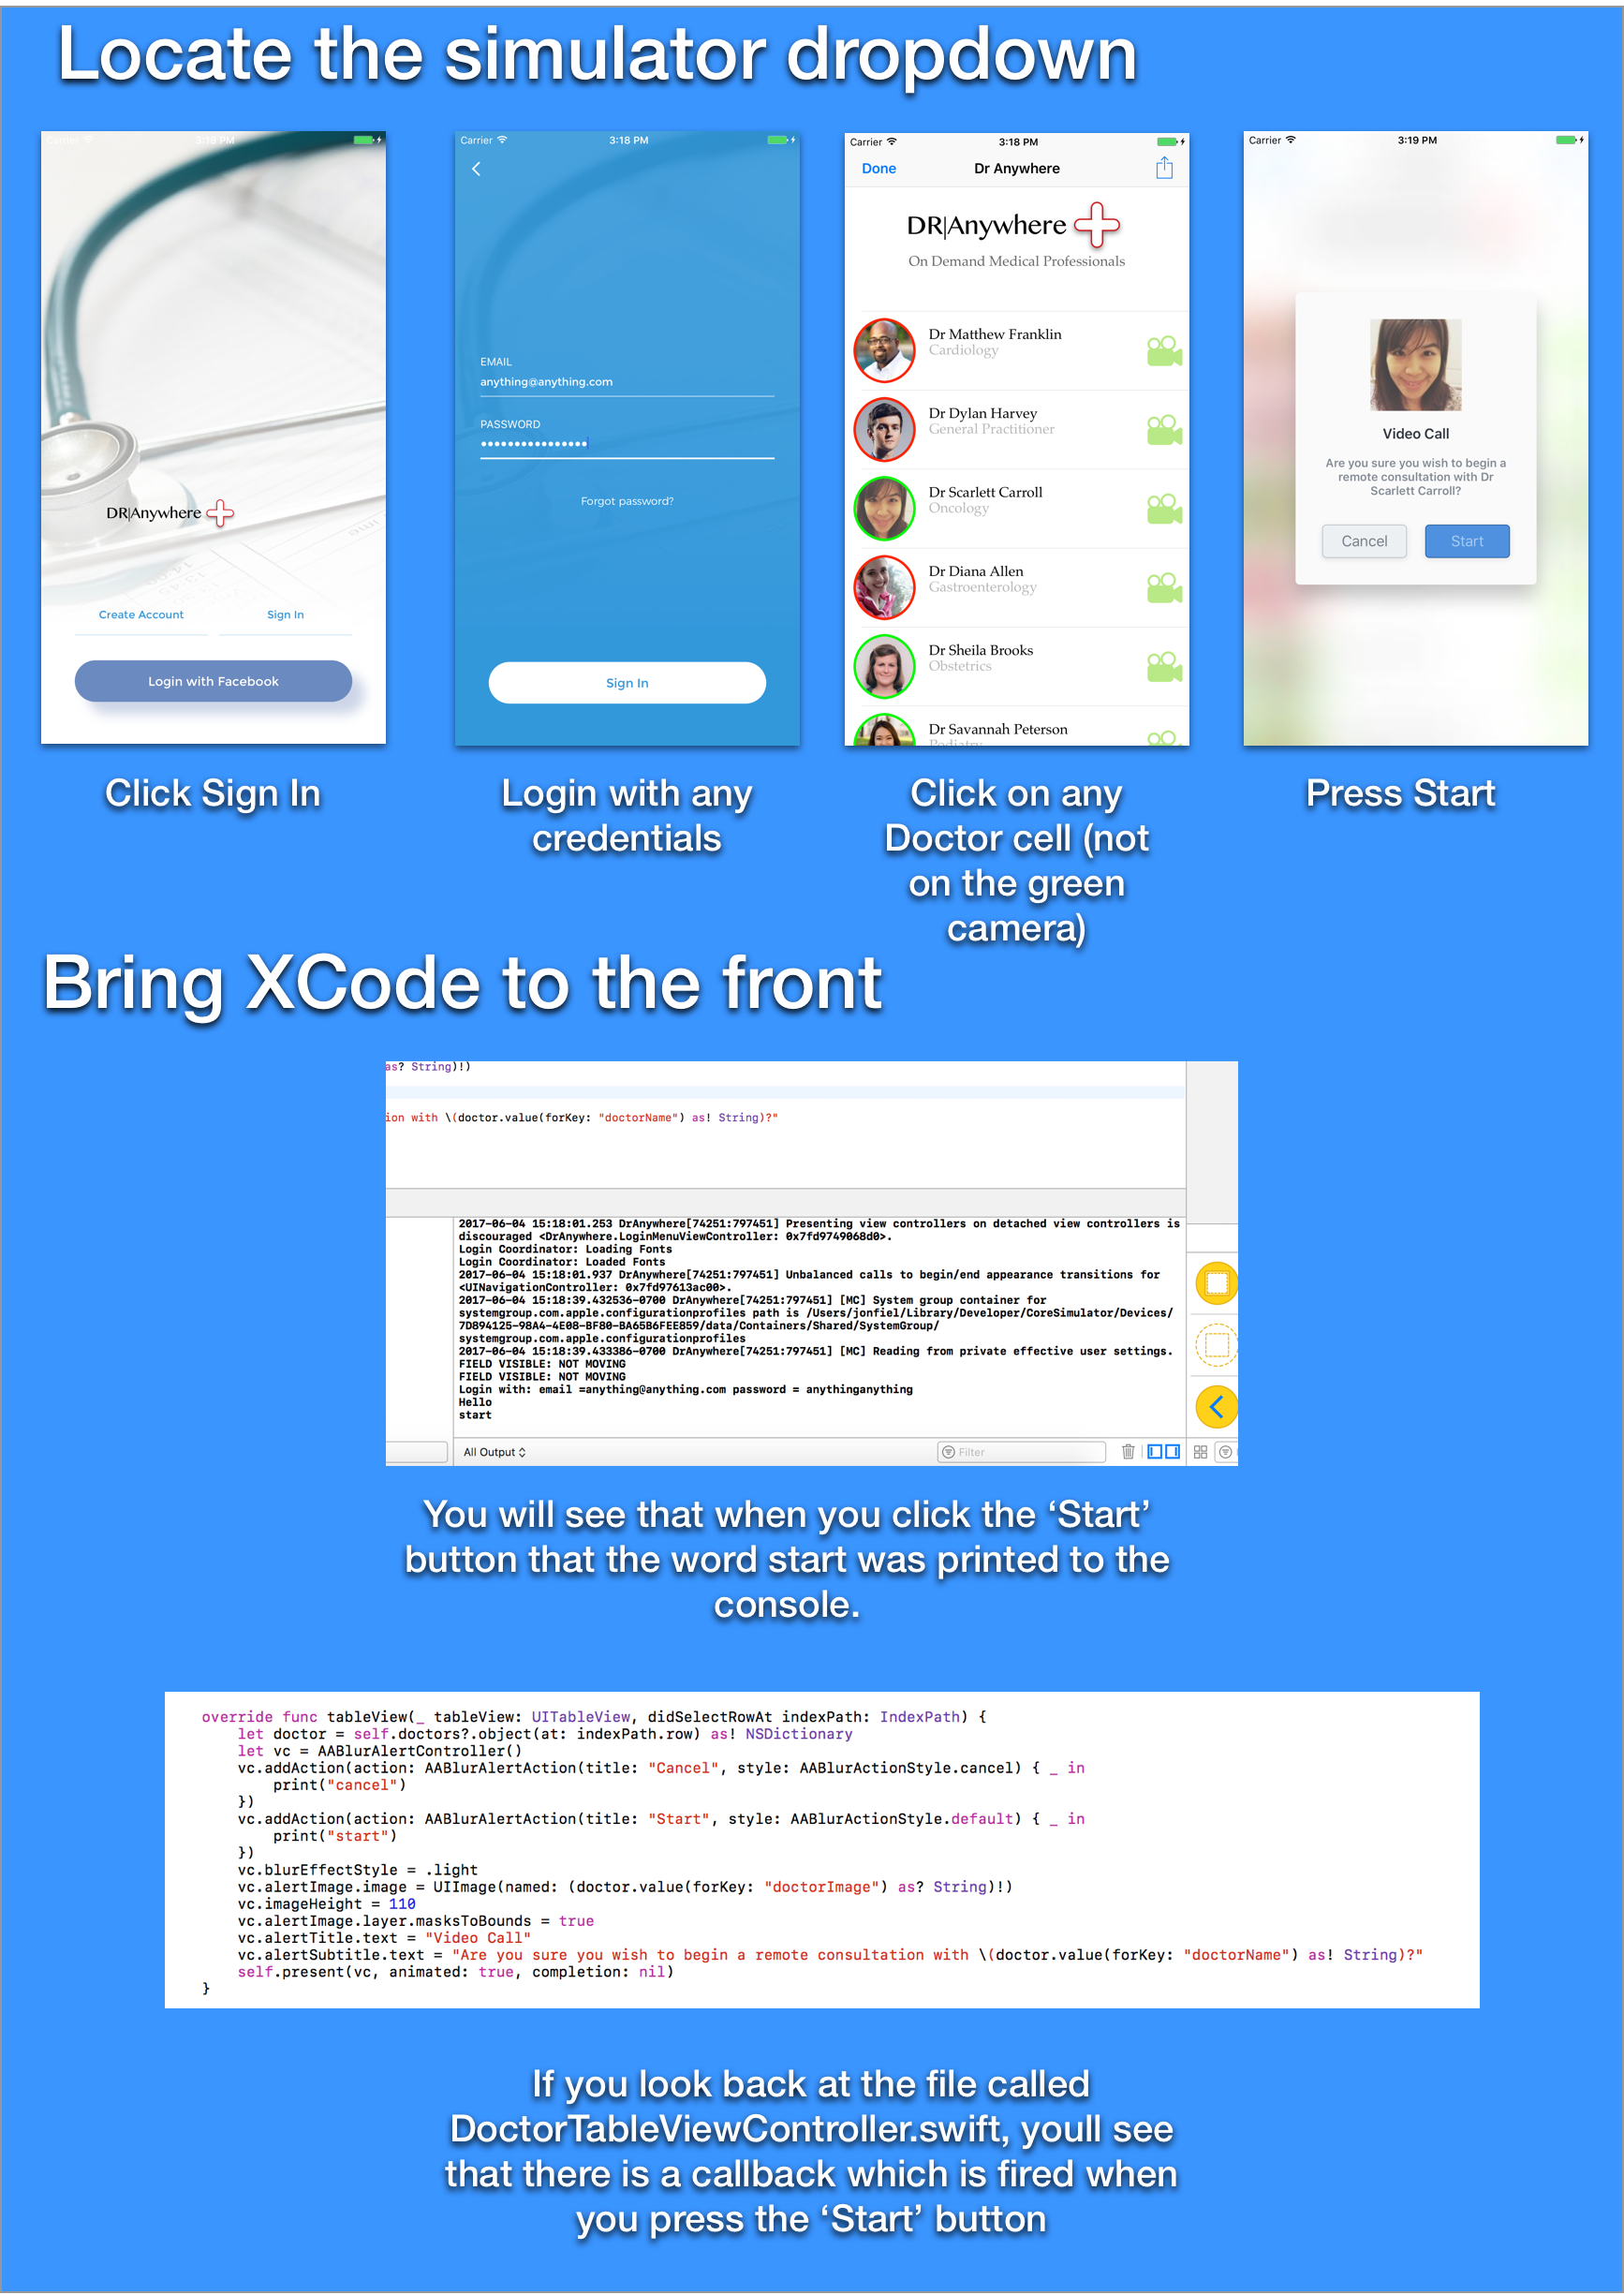 Locate the simulator dropdown
Carrier 3:18 PM
DR|Anywhere
Create Account Sign In
Login with Facebook
Click Sign In
Carrier 3:18 PM
EMAIL
anything@anything.com
PASSWORD
••••••••••••••••
Forgot password?
Sign In
Login with any
credentials
Carrier 3:18 PM
Done Dr Anywhere
DR|Anywhere
On Demand Medical Professionals
Dr Matthew Franklin
Cardiology
Dr Dylan Harvey
General Practitioner
Dr Scarlett Carroll
Oncology
Dr Diana Allen
Gastroenterology
Dr Sheila Brooks
Obstetrics
Dr Savannah Peterson
Podiatry
Click on any
Doctor cell (not
on the green
camera)
Carrier 3:19 PM
Video Call
Are you sure you wish to begin a
remote consultation with Dr
Scarlett Carroll?
Cancel Start
Press Start
Bring XCode to the front
as? String)!)
ion with \(doctor.value(forKey: "doctorName") as! String)?"
2017-06-04 15:18:01.253 DrAnywhere[74251:797451] Presenting view controllers on detached view controllers is
discouraged <DrAnywhere.LoginMenuViewController: 0x7fd9749068d0>.
Login Coordinator: Loading Fonts
Login Coordinator: Loaded Fonts
2017-06-04 15:18:01.937 DrAnywhere[74251:797451] Unbalanced calls to begin/end appearance transitions for
<UINavigationController: 0x7fd97613ac00>.
2017-06-04 15:18:39.432536-0700 DrAnywhere[74251:797451] [MC] System group container for
systemgroup.com.apple.configurationprofiles path is /Users/jonfiel/Library/Developer/CoreSimulator/Devices/
7D894125-98A4-4E08-BF80-BA65B6FEE859/data/Containers/Shared/SystemGroup/
systemgroup.com.apple.configurationprofiles
2017-06-04 15:18:39.433386-0700 DrAnywhere[74251:797451] [MC] Reading from private effective user settings.
FIELD VISIBLE: NOT MOVING
FIELD VISIBLE: NOT MOVING
Login with: email =anything@anything.com password = anythinganything
Hello
start
All Output Filter
You will see that when you click the ‘Start’
button that the word start was printed to the
console.
override func tableView(_ tableView: UITableView, didSelectRowAt indexPath: IndexPath) {
let doctor = self.doctors?.object(at: indexPath.row) as! NSDictionary
let vc = AABlurAlertController()
vc.addAction(action: AABlurAlertAction(title: "Cancel", style: AABlurActionStyle.cancel) { _ in
print("cancel")
})
vc.addAction(action: AABlurAlertAction(title: "Start", style: AABlurActionStyle.default) { _ in
print("start")
})
vc.blurEffectStyle = .light
vc.alertImage.image = UIImage(named: (doctor.value(forKey: "doctorImage") as? String)!)
vc.imageHeight = 110
vc.alertImage.layer.masksToBounds = true
vc.alertTitle.text = "Video Call"
vc.alertSubtitle.text = "Are you sure you wish to begin a remote consultation with \(doctor.value(forKey: "doctorName") as! String)?"
self.present(vc, animated: true, completion: nil)
}
If you look back at the file called
DoctorTableViewController.swift, youll see
that there is a callback which is fired when
you press the ‘Start’ button